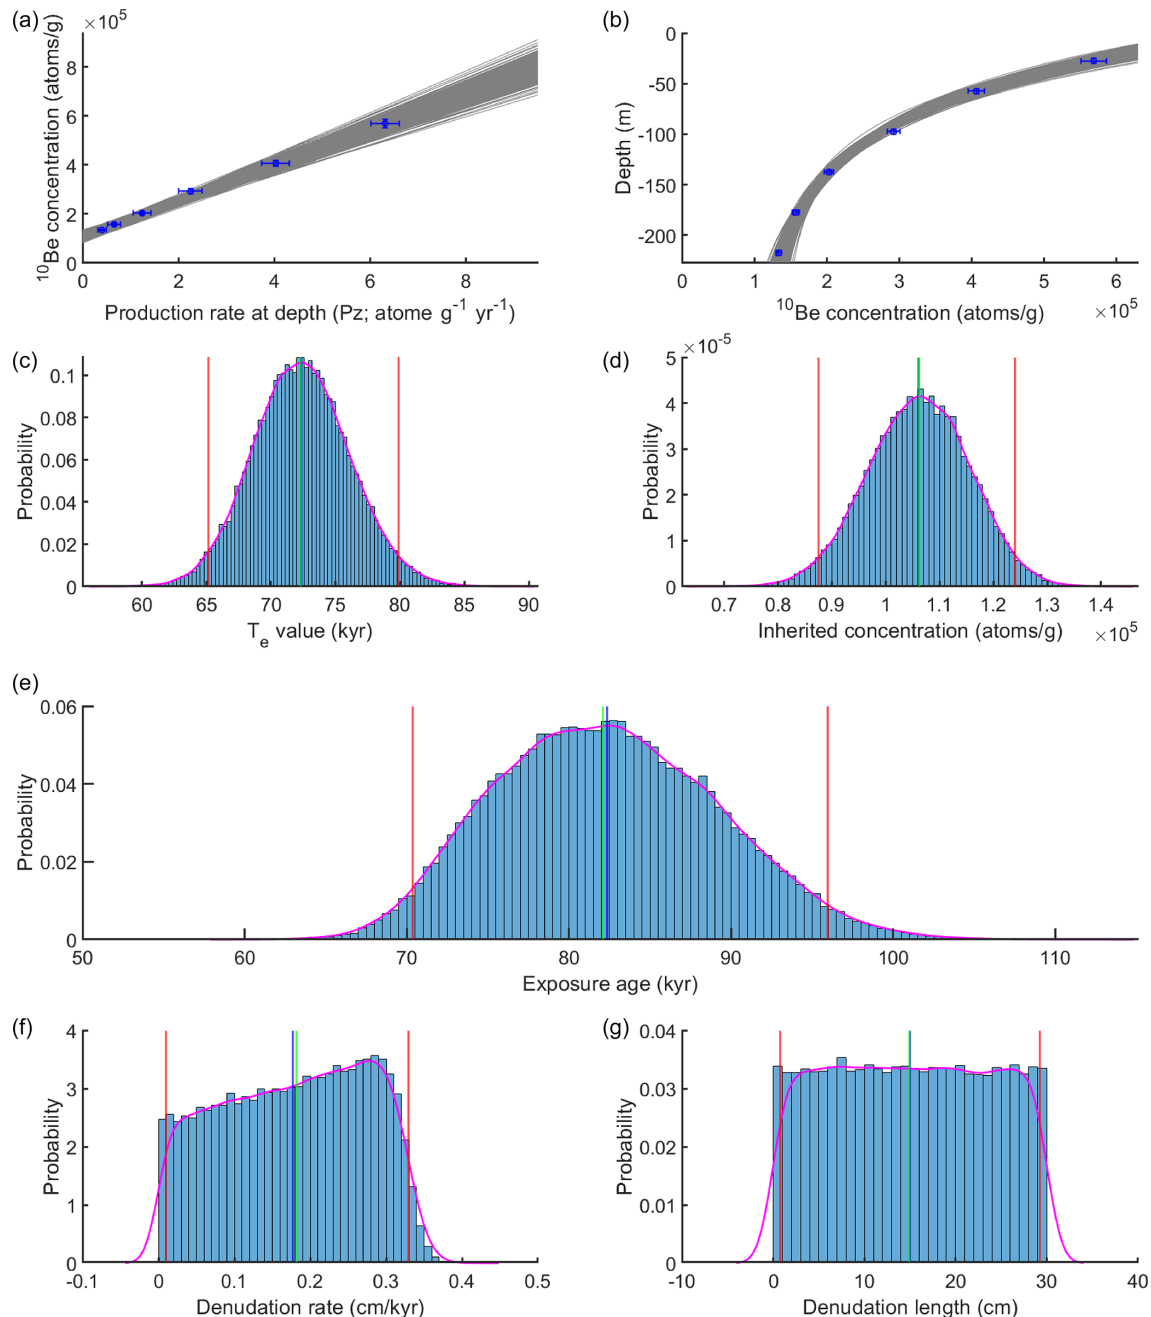 (a)
×10⁵
¹⁰Be concentration (atoms/g)
8
6
4
2
0
0 2 4 6 8
Production rate at depth (Pz; atome g⁻¹ yr⁻¹)
(b)
Depth (m)
0
-50
-100
-150
-200
0 1 2 3 4 5 6
¹⁰Be concentration (atoms/g) ×10⁵
(c)
Probability
0.1
0.08
0.06
0.04
0.02
0
60 65 70 75 80 85 90
Tₑ value (kyr)
(d)
×10⁻⁵
Probability
5
4
3
2
1
0
0.7 0.8 0.9 1 1.1 1.2 1.3 1.4
Inherited concentration (atoms/g) ×10⁵
(e)
Probability
0.06
0.04
0.02
0
50 60 70 80 90 100 110
Exposure age (kyr)
(f)
Probability
4
3
2
1
0
-0.1 0 0.1 0.2 0.3 0.4 0.5
Denudation rate (cm/kyr)
(g)
Probability
0.04
0.03
0.02
0.01
0
-10 0 10 20 30 40
Denudation length (cm)